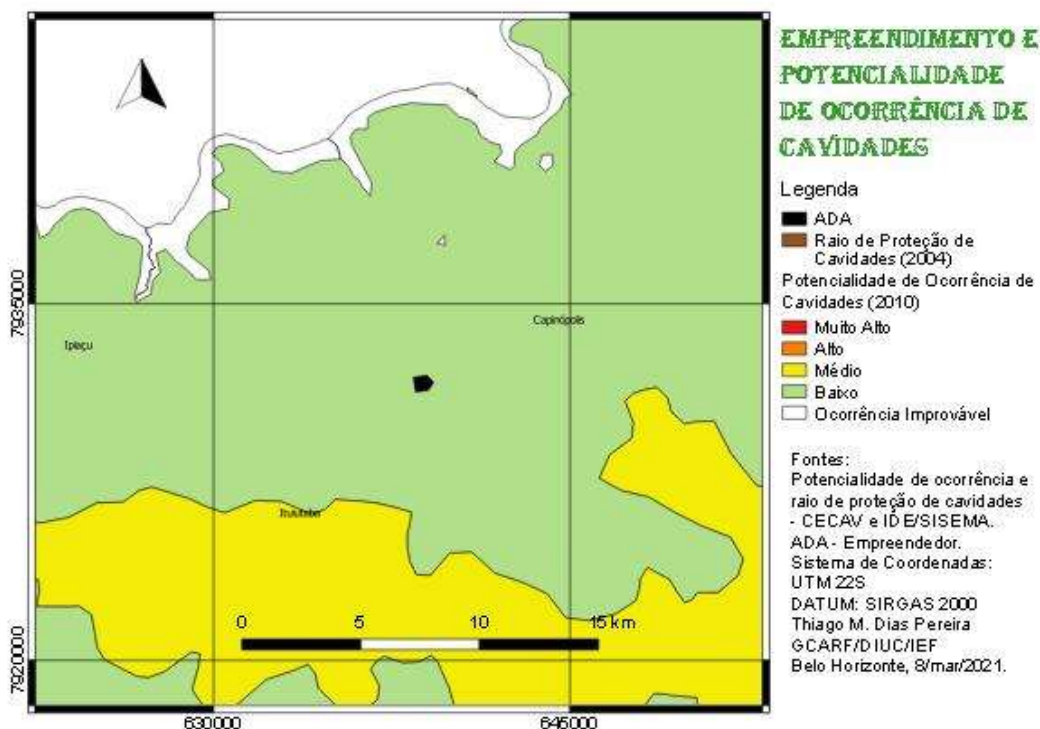 EMPREENDIMENTO E
POTENCIALIDADE
DE OCORRÊNCIA DE
CAVIDADES
Legenda
ADA
Raio de Proteção de
Cavidades (2004)
Potencialidade de Ocorrência de
Cavidades (2010)
Muito Alto
Alto
Médio
Baixo
Ocorrência Improvável
Fontes:
Potencialidade de ocorrência e
raio de proteção de cavidades
- CECAV e IDE/SISEMA.
ADA - Empreendedor.
Sistema de Coordenadas:
UTM 22S
DATUM: SIRGAS 2000
Thiago M. Dias Pereira
GCARF/DIUC/IEF
Belo Horizonte, 8/mar/2021.
4
7935000
Capinópolis
Ipiaçu
Ituiutaba
0 5 10 15 km
7920000
630000 645000